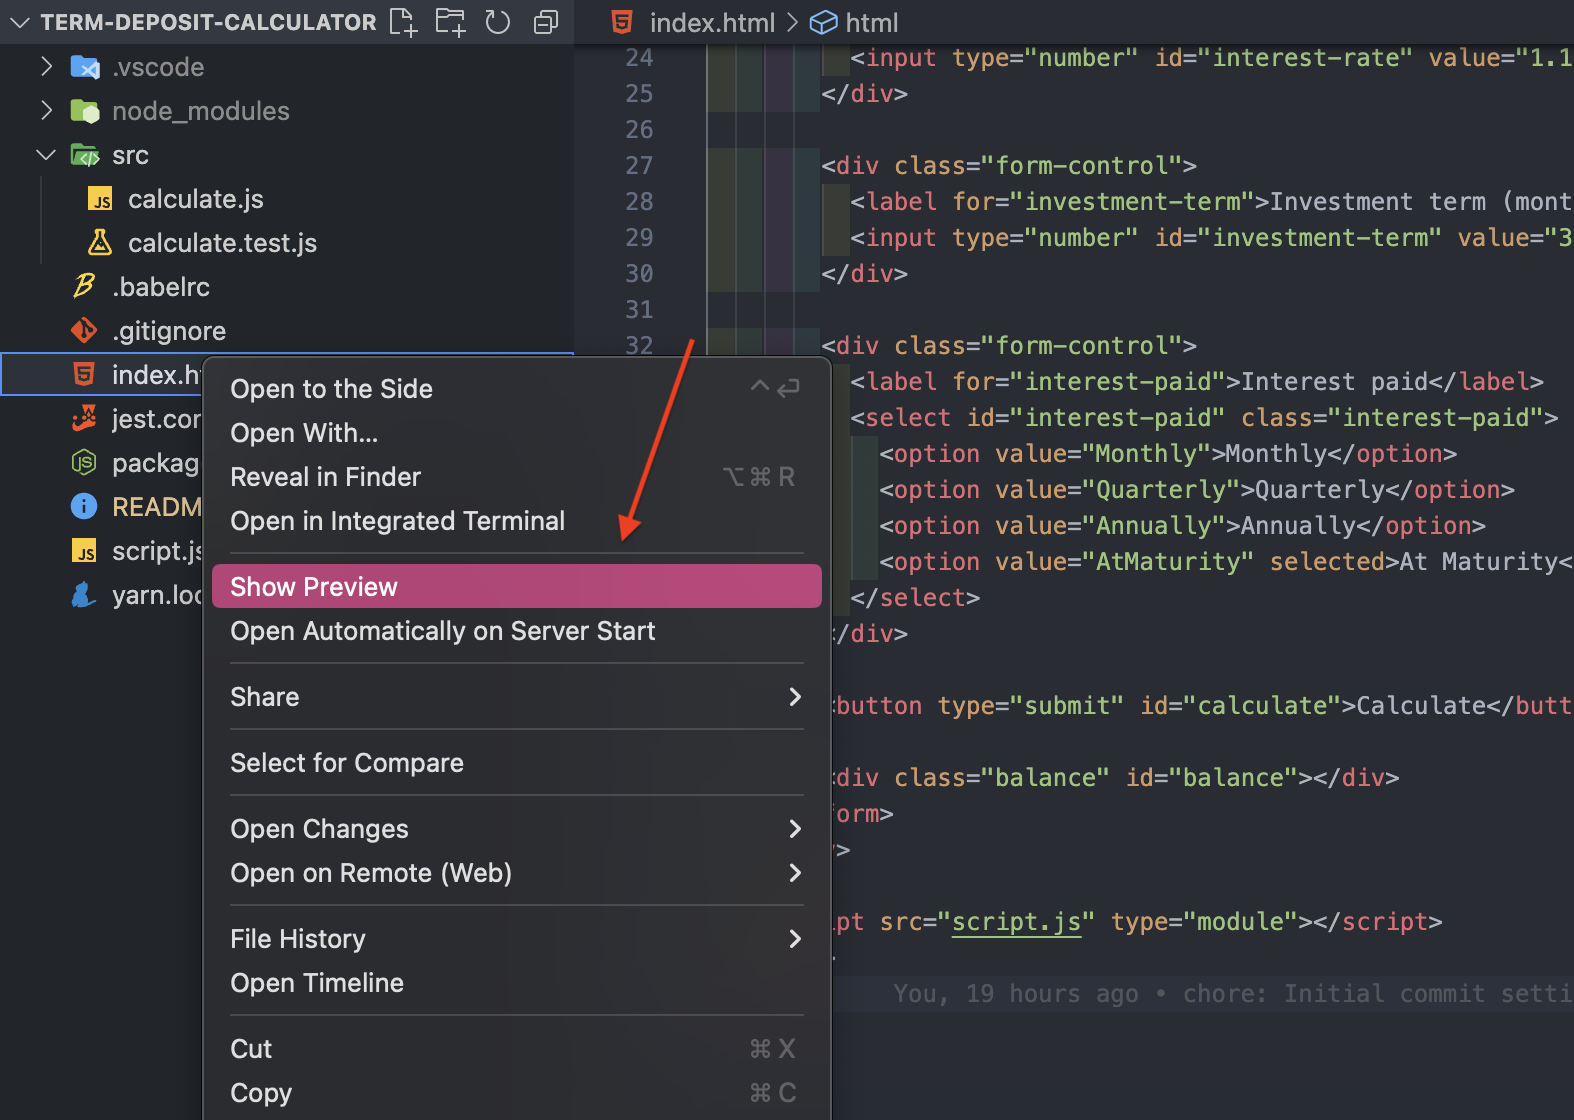 TERM-DEPOSIT-CALCULATOR
.vscode
node_modules
src
calculate.js
calculate.test.js
.babelrc
.gitignore
index.h
jest.cor
packag
README
script.js
yarn.loc
Open to the Side
Open With...
Reveal in Finder ⌥⌘R
Open in Integrated Terminal
Show Preview
Open Automatically on Server Start
Share
Select for Compare
Open Changes
Open on Remote (Web)
File History
Open Timeline
Cut ⌘X
Copy ⌘C
index.html > html
24 <input type="number" id="interest-rate" value="1.1
25 </div>
26
27 <div class="form-control">
28 <label for="investment-term">Investment term (mont
29 <input type="number" id="investment-term" value="3
30 </div>
31
32 <div class="form-control">
<label for="interest-paid">Interest paid</label>
<select id="interest-paid" class="interest-paid">
<option value="Monthly">Monthly</option>
<option value="Quarterly">Quarterly</option>
<option value="Annually">Annually</option>
<option value="AtMaturity" selected>At Maturity<
</select>
/div>
button type="submit" id="calculate">Calculate</butt
div class="balance" id="balance"></div>
orm>
>
ipt src="script.js" type="module"></script>
You, 19 hours ago • chore: Initial commit setti